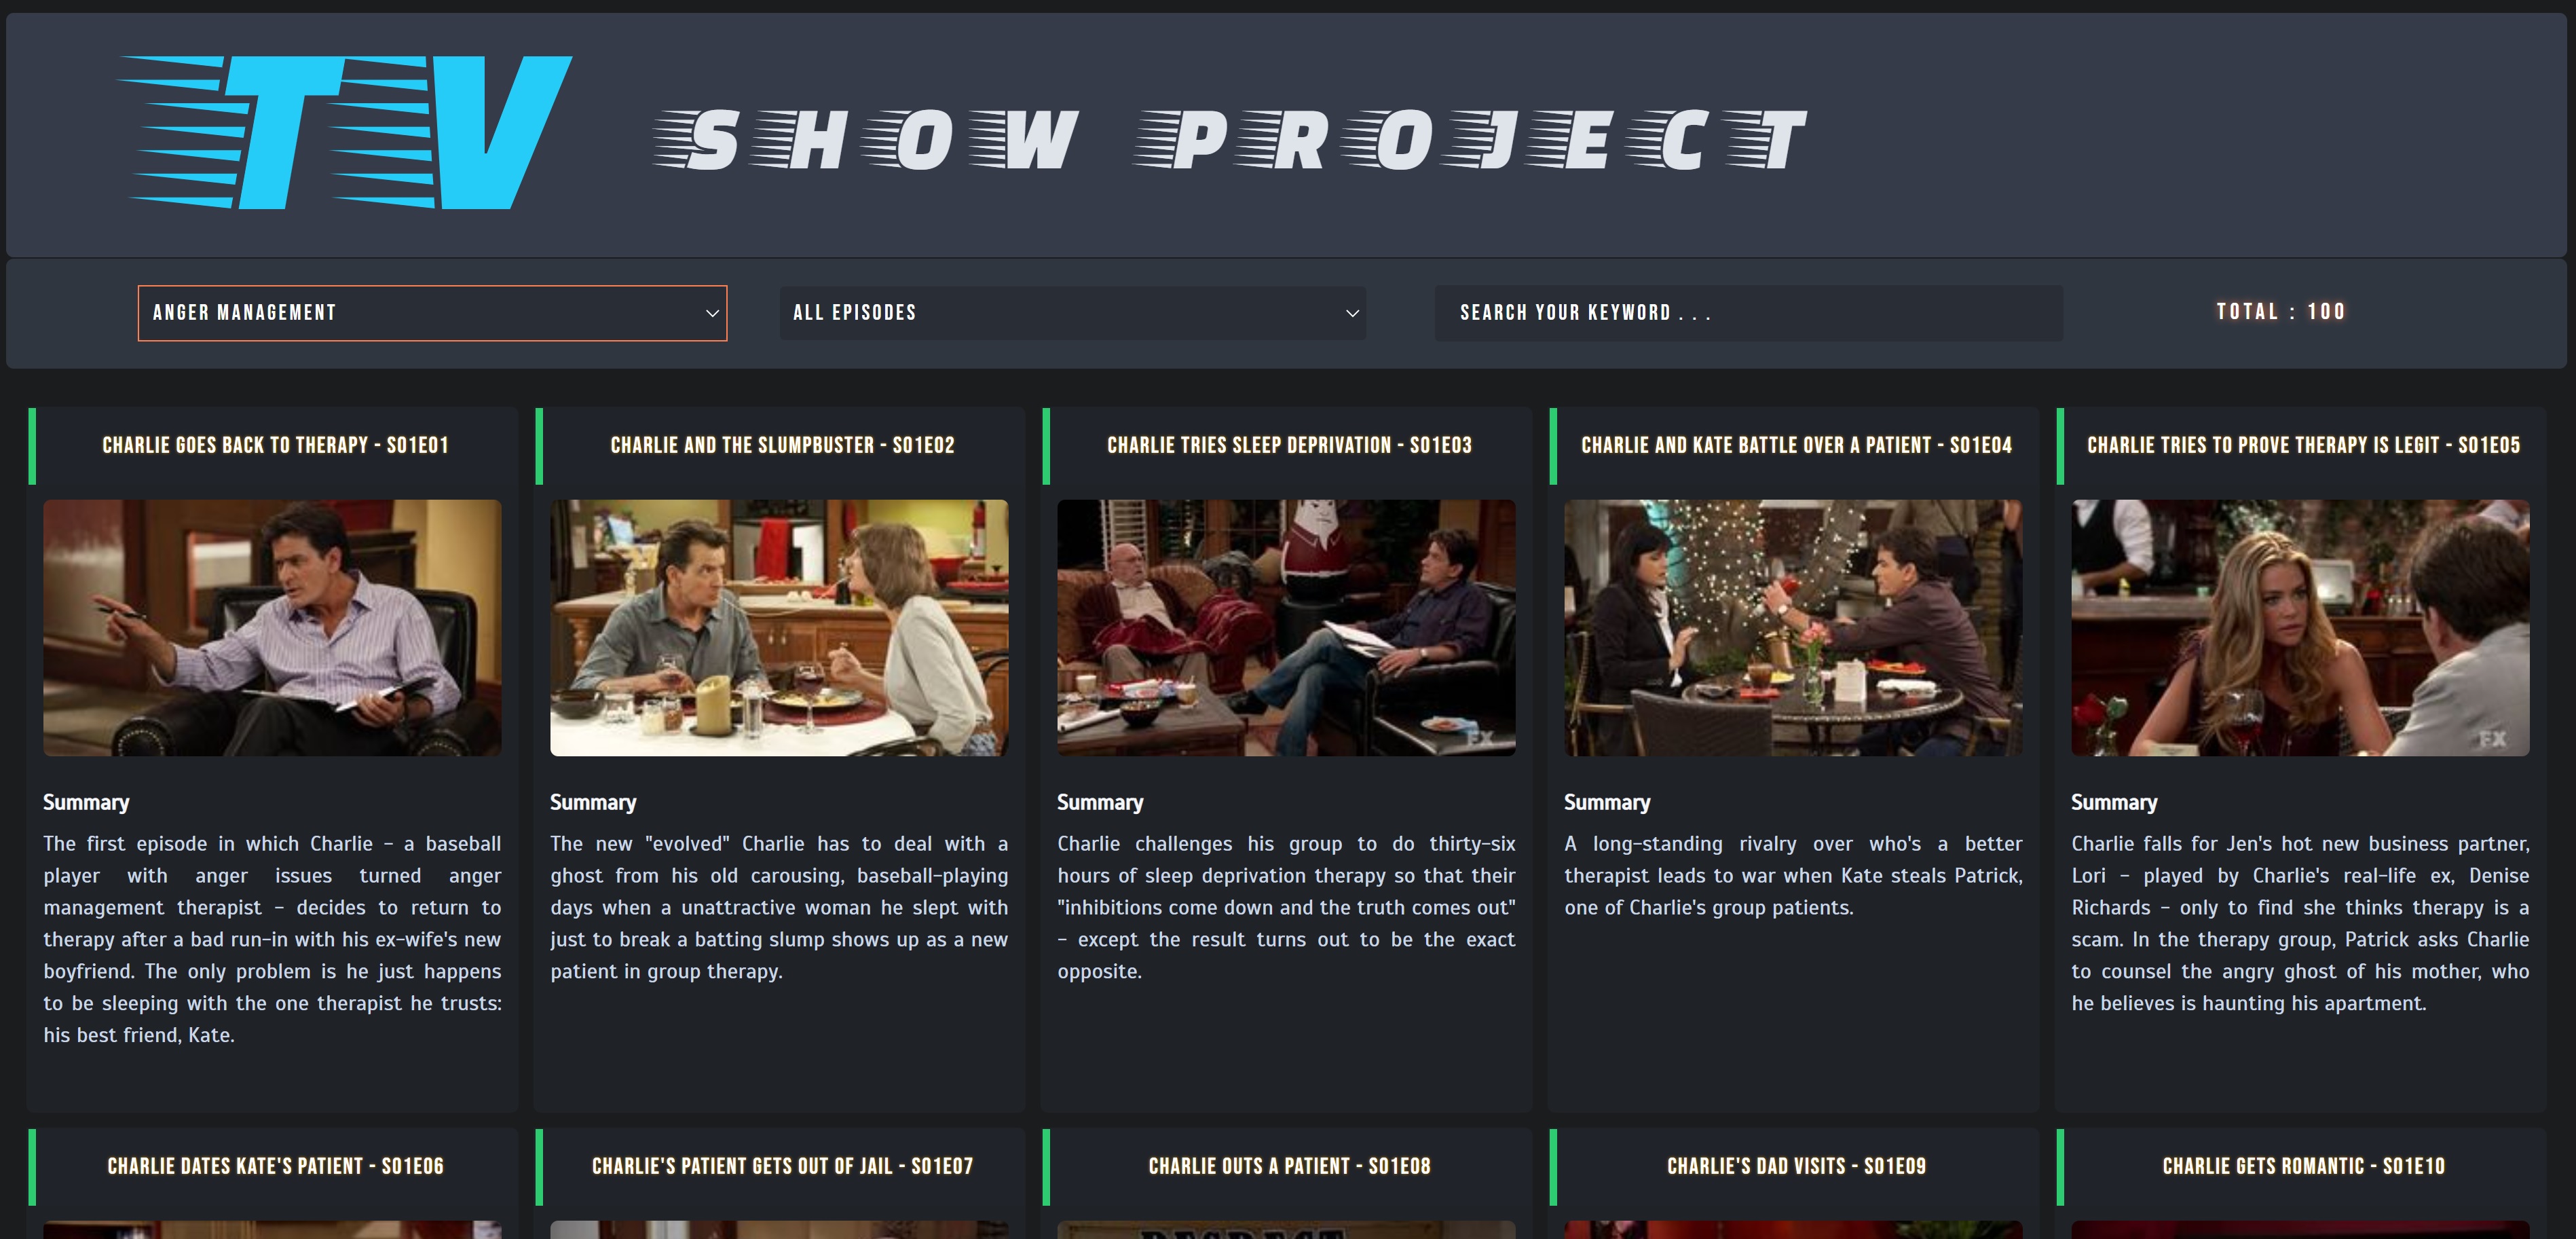 TV SHOW PROJECT
ANGER MANAGEMENT
ALL EPISODES
SEARCH YOUR KEYWORD . . .
TOTAL : 100
CHARLIE GOES BACK TO THERAPY - S01E01
Summary
The first episode in which Charlie – a baseball
player with anger issues turned anger
management therapist – decides to return to
therapy after a bad run-in with his ex-wife's new
boyfriend. The only problem is he just happens
to be sleeping with the one therapist he trusts:
his best friend, Kate.
CHARLIE AND THE SLUMPBUSTER - S01E02
Summary
The new "evolved" Charlie has to deal with a
ghost from his old carousing, baseball-playing
days when a unattractive woman he slept with
just to break a batting slump shows up as a new
patient in group therapy.
CHARLIE TRIES SLEEP DEPRIVATION - S01E03
FX
Summary
Charlie challenges his group to do thirty-six
hours of sleep deprivation therapy so that their
"inhibitions come down and the truth comes out"
– except the result turns out to be the exact
opposite.
CHARLIE AND KATE BATTLE OVER A PATIENT - S01E04
Summary
A long-standing rivalry over who's a better
therapist leads to war when Kate steals Patrick,
one of Charlie's group patients.
CHARLIE TRIES TO PROVE THERAPY IS LEGIT - S01E05
FX
Summary
Charlie falls for Jen's hot new business partner,
Lori – played by Charlie's real-life ex, Denise
Richards – only to find she thinks therapy is a
scam. In the therapy group, Patrick asks Charlie
to counsel the angry ghost of his mother, who
he believes is haunting his apartment.
CHARLIE DATES KATE'S PATIENT - S01E06
CHARLIE'S PATIENT GETS OUT OF JAIL - S01E07
CHARLIE OUTS A PATIENT - S01E08
RESPECT
CHARLIE'S DAD VISITS - S01E09
CHARLIE GETS ROMANTIC - S01E10